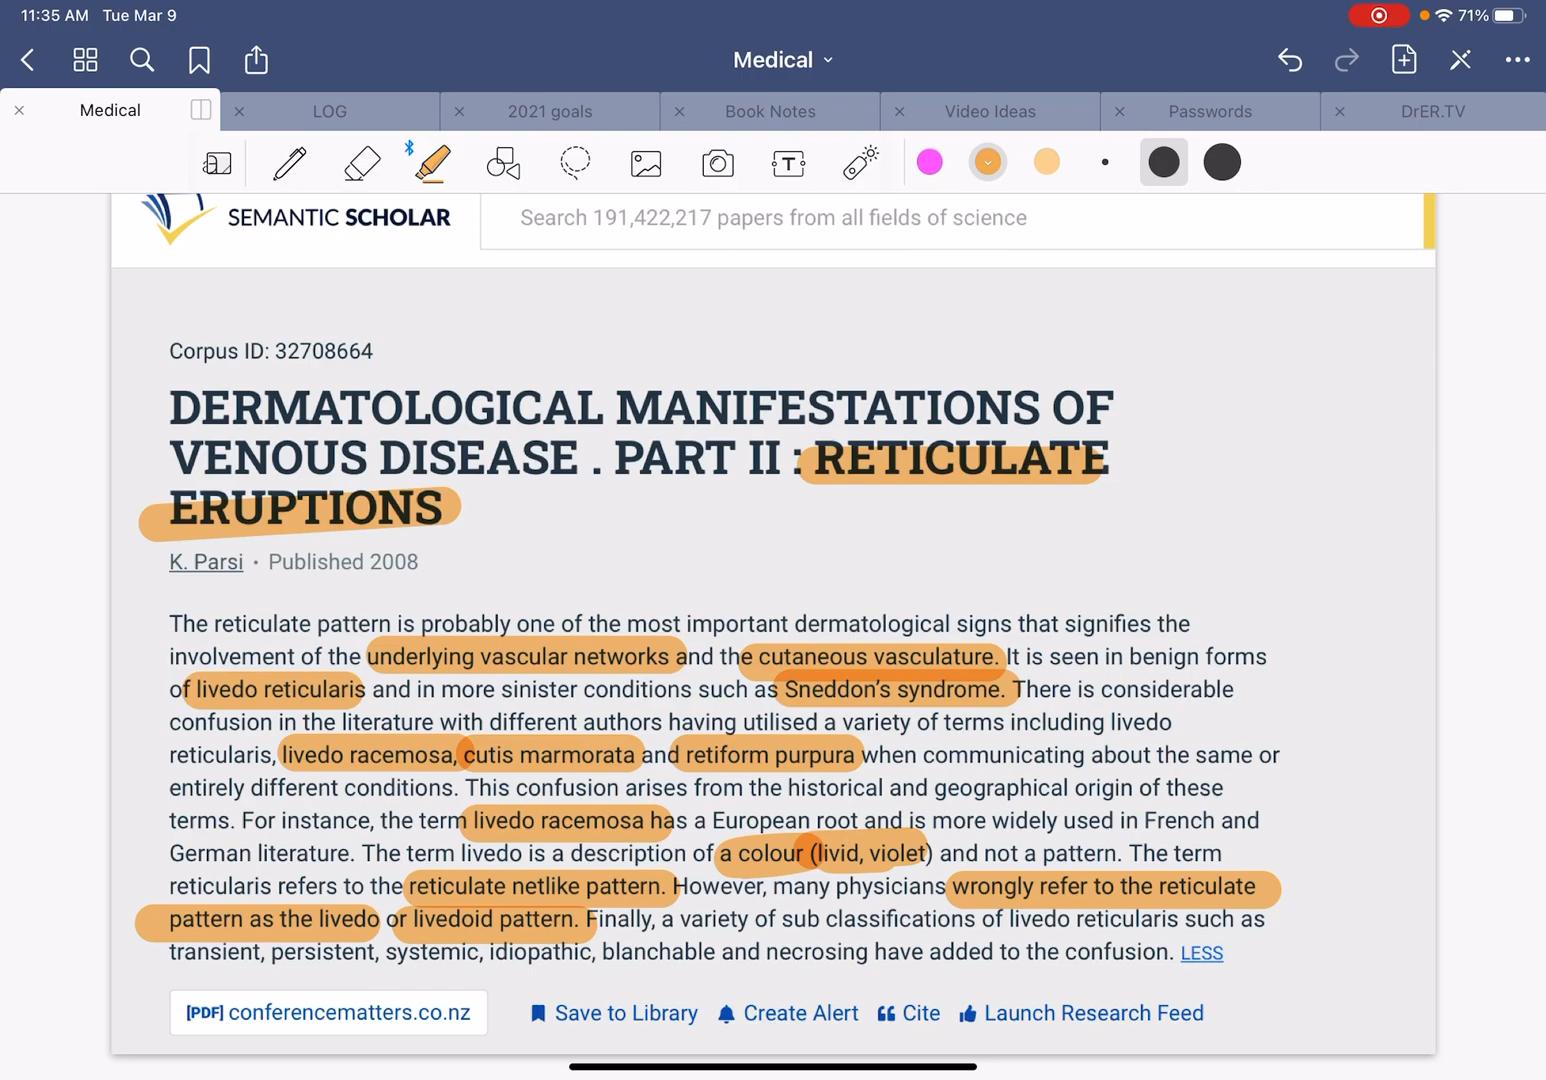 11:35 AM Tue Mar 9
71%
Medical
Medical
LOG
2021 goals
Book Notes
Video Ideas
Passwords
DrER.TV
SEMANTIC SCHOLAR
Search 191,422,217 papers from all fields of science
Corpus ID: 32708664
DERMATOLOGICAL MANIFESTATIONS OF
VENOUS DISEASE . PART II : RETICULATE
ERUPTIONS
K. Parsi · Published 2008
The reticulate pattern is probably one of the most important dermatological signs that signifies the
involvement of the underlying vascular networks and the cutaneous vasculature. It is seen in benign forms
of livedo reticularis and in more sinister conditions such as Sneddon’s syndrome. There is considerable
confusion in the literature with different authors having utilised a variety of terms including livedo
reticularis, livedo racemosa, cutis marmorata and retiform purpura when communicating about the same or
entirely different conditions. This confusion arises from the historical and geographical origin of these
terms. For instance, the term livedo racemosa has a European root and is more widely used in French and
German literature. The term livedo is a description of a colour (livid, violet) and not a pattern. The term
reticularis refers to the reticulate netlike pattern. However, many physicians wrongly refer to the reticulate
pattern as the livedo or livedoid pattern. Finally, a variety of sub classifications of livedo reticularis such as
transient, persistent, systemic, idiopathic, blanchable and necrosing have added to the confusion. LESS
[PDF] conferencematters.co.nz
Save to Library
Create Alert
Cite
Launch Research Feed